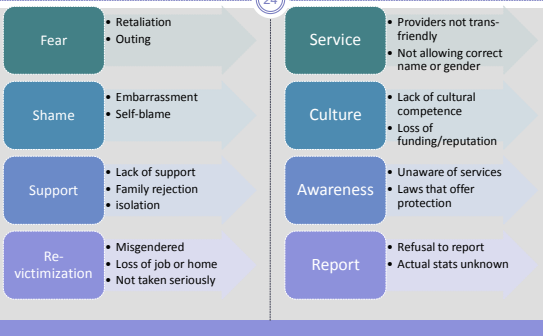 24
Fear
• Retaliation
• Outing
Shame
• Embarrassment
• Self-blame
Support
• Lack of support
• Family rejection
• isolation
Re-
victimization
• Misgendered
• Loss of job or home
• Not taken seriously
Service
• Providers not trans-
friendly
• Not allowing correct
name or gender
Culture
• Lack of cultural
competence
• Loss of
funding/reputation
Awareness
• Unaware of services
• Laws that offer
protection
Report
• Refusal to report
• Actual stats unknown